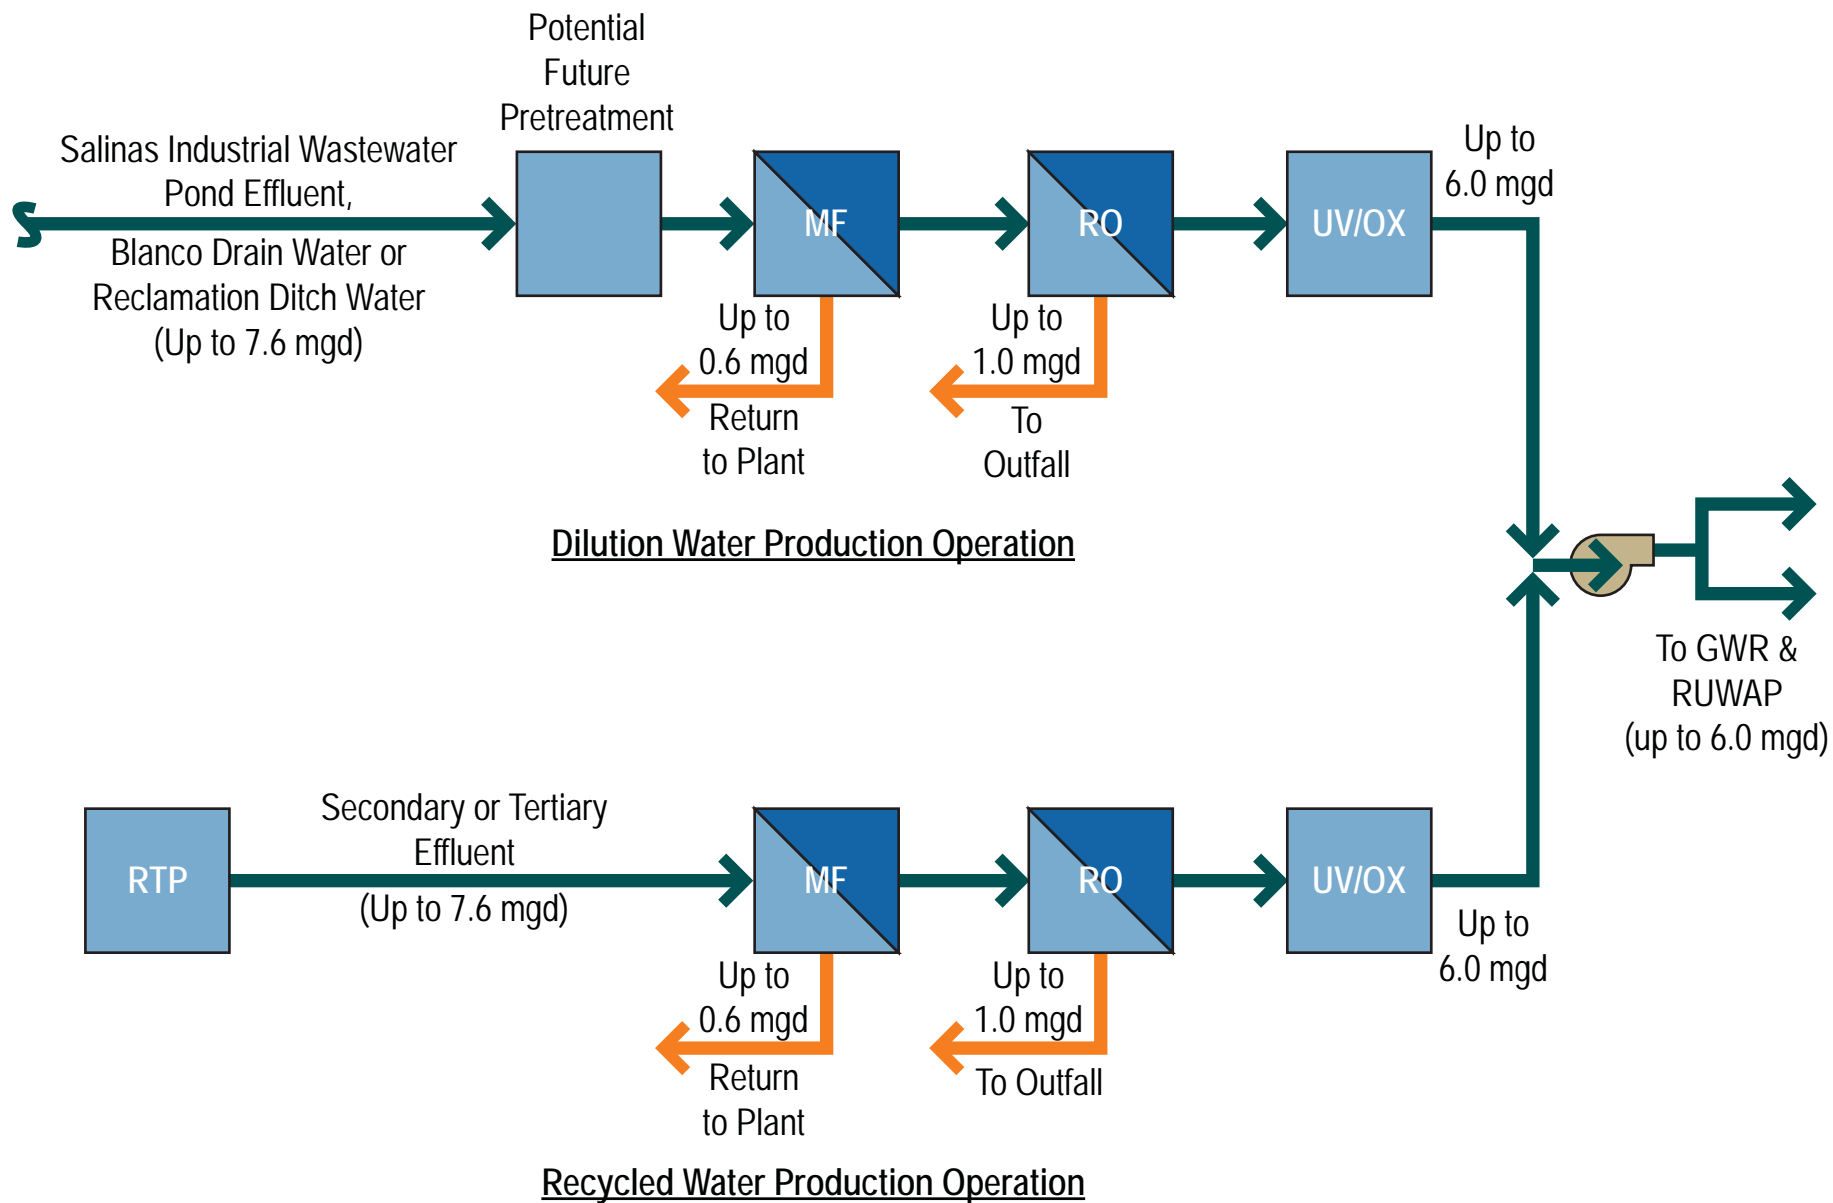 Potential
Future
Pretreatment
Salinas Industrial Wastewater
Pond Effluent,
Blanco Drain Water or
Reclamation Ditch Water
(Up to 7.6 mgd)
MF
RO
UV/OX
Up to
6.0 mgd
Up to
0.6 mgd
Return
to Plant
Up to
1.0 mgd
To
Outfall
Dilution Water Production Operation
To GWR &
RUWAP
(up to 6.0 mgd)
RTP
Secondary or Tertiary
Effluent
(Up to 7.6 mgd)
MF
RO
UV/OX
Up to
6.0 mgd
Up to
0.6 mgd
Return
to Plant
Up to
1.0 mgd
To Outfall
Recycled Water Production Operation